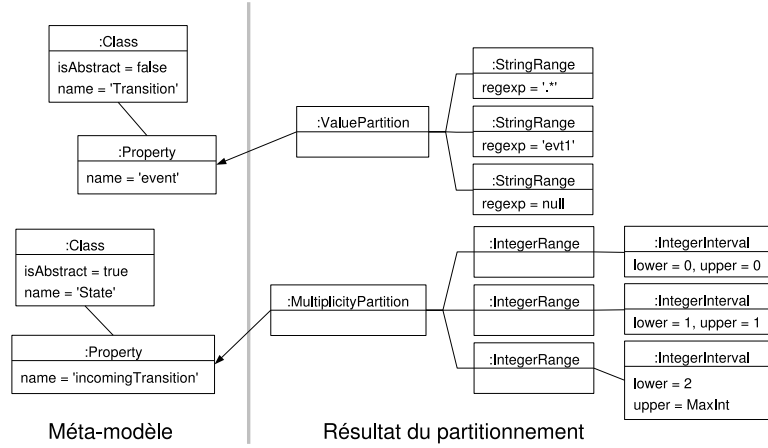 :Class
isAbstract = false
name = 'Transition'
:Property
name = 'event'
:ValuePartition
:StringRange
regexp = '.*'
:StringRange
regexp = 'evt1'
:StringRange
regexp = null
:Class
isAbstract = true
name = 'State'
:Property
name = 'incomingTransition'
:MultiplicityPartition
:IntegerRange
:IntegerInterval
lower = 0, upper = 0
:IntegerRange
:IntegerInterval
lower = 1, upper = 1
:IntegerRange
:IntegerInterval
lower = 2
upper = MaxInt
Méta-modèle
Résultat du partitionnement